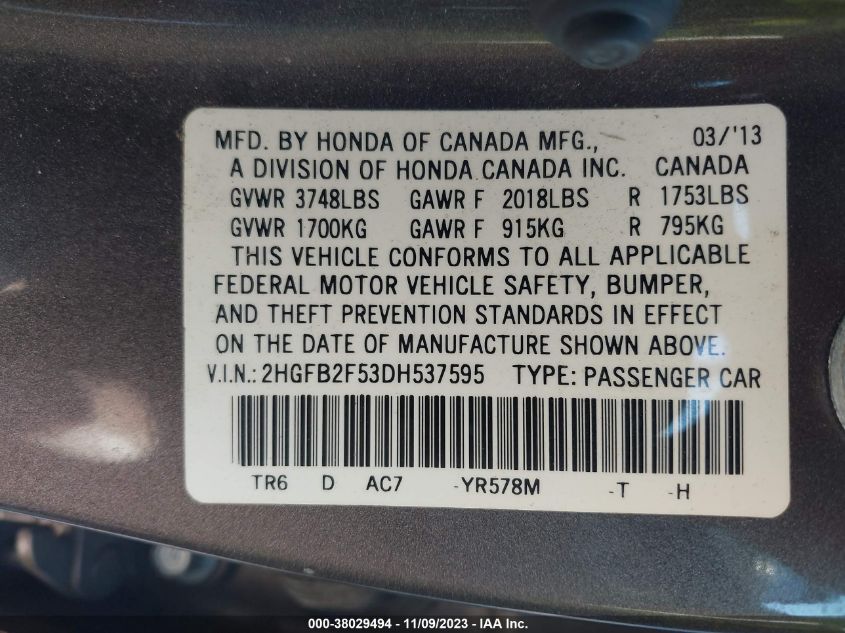 MFD. BY HONDA OF CANADA MFG., 03/'13
A DIVISION OF HONDA CANADA INC. CANADA
GVWR 3748LBS GAWR F 2018LBS R 1753LBS
GVWR 1700KG GAWR F 915KG R 795KG
THIS VEHICLE CONFORMS TO ALL APPLICABLE
FEDERAL MOTOR VEHICLE SAFETY, BUMPER,
AND THEFT PREVENTION STANDARDS IN EFFECT
ON THE DATE OF MANUFACTURE SHOWN ABOVE.
V.I.N.: 2HGFB2F53DH537595 TYPE: PASSENGER CAR
TR6 D AC7 -YR578M -T -H
000-38029494 - 11/09/2023 - IAA Inc.